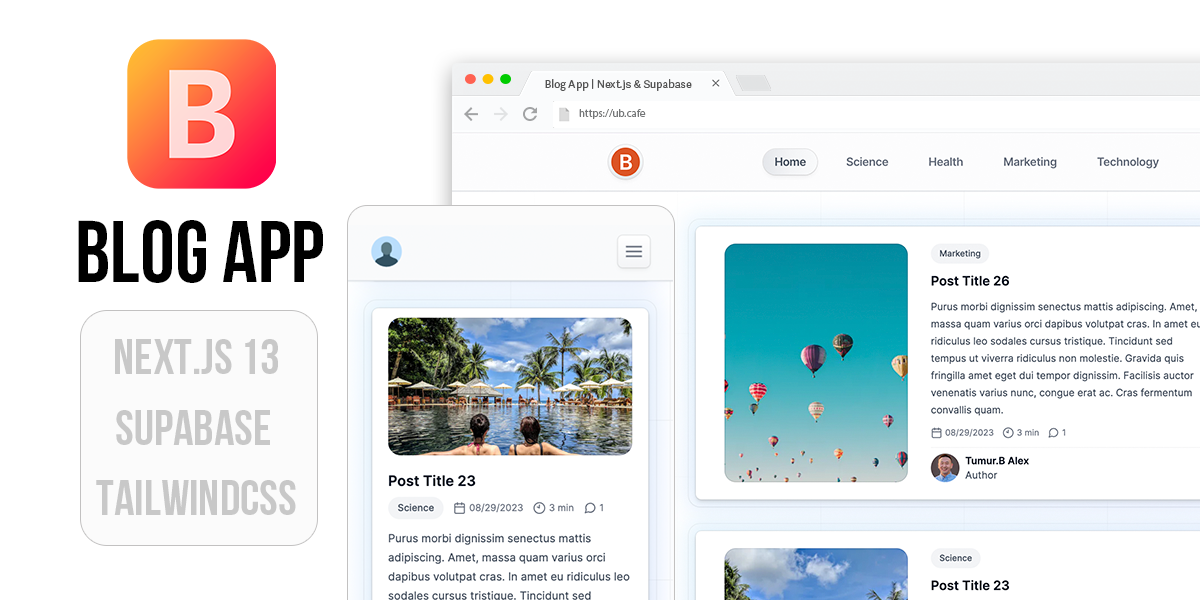 B
BLOG APP
NEXT.JS 13
SUPABASE
TAILWINDCSS
Blog App | Next.js & Supabase
https://ub.cafe
B
Home
Science
Health
Marketing
Technology
Post Title 23
Science
08/29/2023
3 min
1
Purus morbi dignissim senectus mattis
adipiscing. Amet, massa quam varius orci
dapibus volutpat cras. In amet eu ridiculus leo
sodales cursus tristique. Tincidunt sed
Marketing
Post Title 26
Purus morbi dignissim senectus mattis adipiscing. Amet,
massa quam varius orci dapibus volutpat cras. In amet eu
ridiculus leo sodales cursus tristique. Tincidunt sed
tempus ut viverra ridiculus non molestie. Gravida quis
fringilla amet eget dui tempor dignissim. Facilisis auctor
venenatis varius nunc, congue erat ac. Cras fermentum
convallis quam.
08/29/2023
3 min
1
Tumur.B Alex
Author
Science
Post Title 23